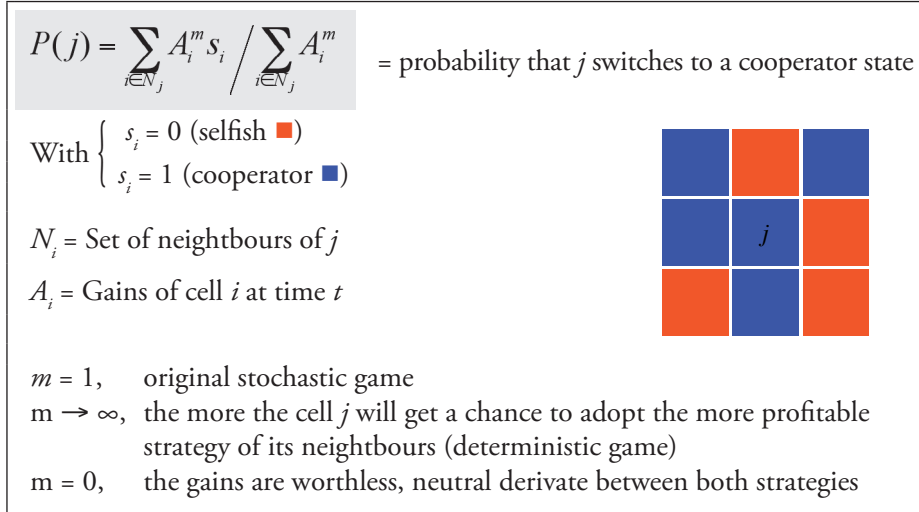 P(j) = ∑_{i∈N_j} A_i^m s_i / ∑_{i∈N_j} A_i^m = probability that j switches to a cooperator state
With { s_i = 0 (selfish ■)
s_i = 1 (cooperator ■)
j
N_i = Set of neighbours of j
A_i = Gains of cell i at time t
m = 1, original stochastic game
m → ∞, the more the cell j will get a chance to adopt the more profitable
strategy of its neighbours (deterministic game)
m = 0, the gains are worthless, neutral derivate between both strategies